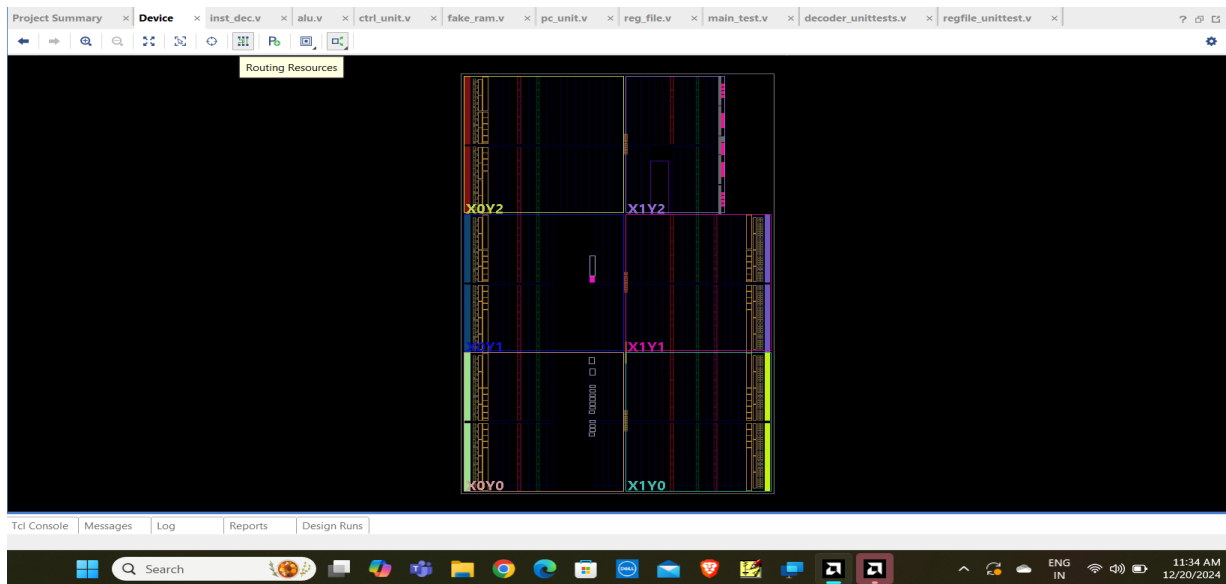 Project Summary × Device × inst_dec.v × alu.v × ctrl_unit.v × fake_ram.v × pc_unit.v × reg_file.v × main_test.v × decoder_unittests.v × regfile_unittest.v ×
Routing Resources
X0Y2 X1Y2
X0Y1 X1Y1
X0Y0 X1Y0
Tcl Console Messages Log Reports Design Runs
Search
ENG 11:34 AM
IN 12/20/2024